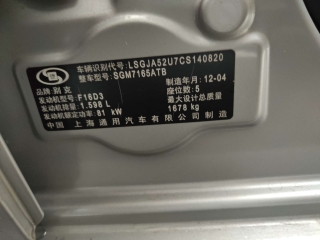 车辆识别代号: LSGJA52U7CS140820
整车型号: SGM7165ATB
品牌: 别克 制造年月: 12-04
发动机型号: F16D3 座位数: 5
发动机排量: 1.598 L 最大设计总质量
发动机额定功率: 81 kW 1678 kg
中国 上海通用汽车有限公司制造